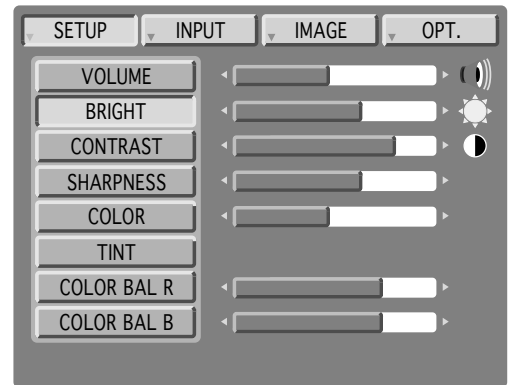 SETUP INPUT IMAGE OPT.
VOLUME
BRIGHT
CONTRAST
SHARPNESS
COLOR
TINT
COLOR BAL R
COLOR BAL B